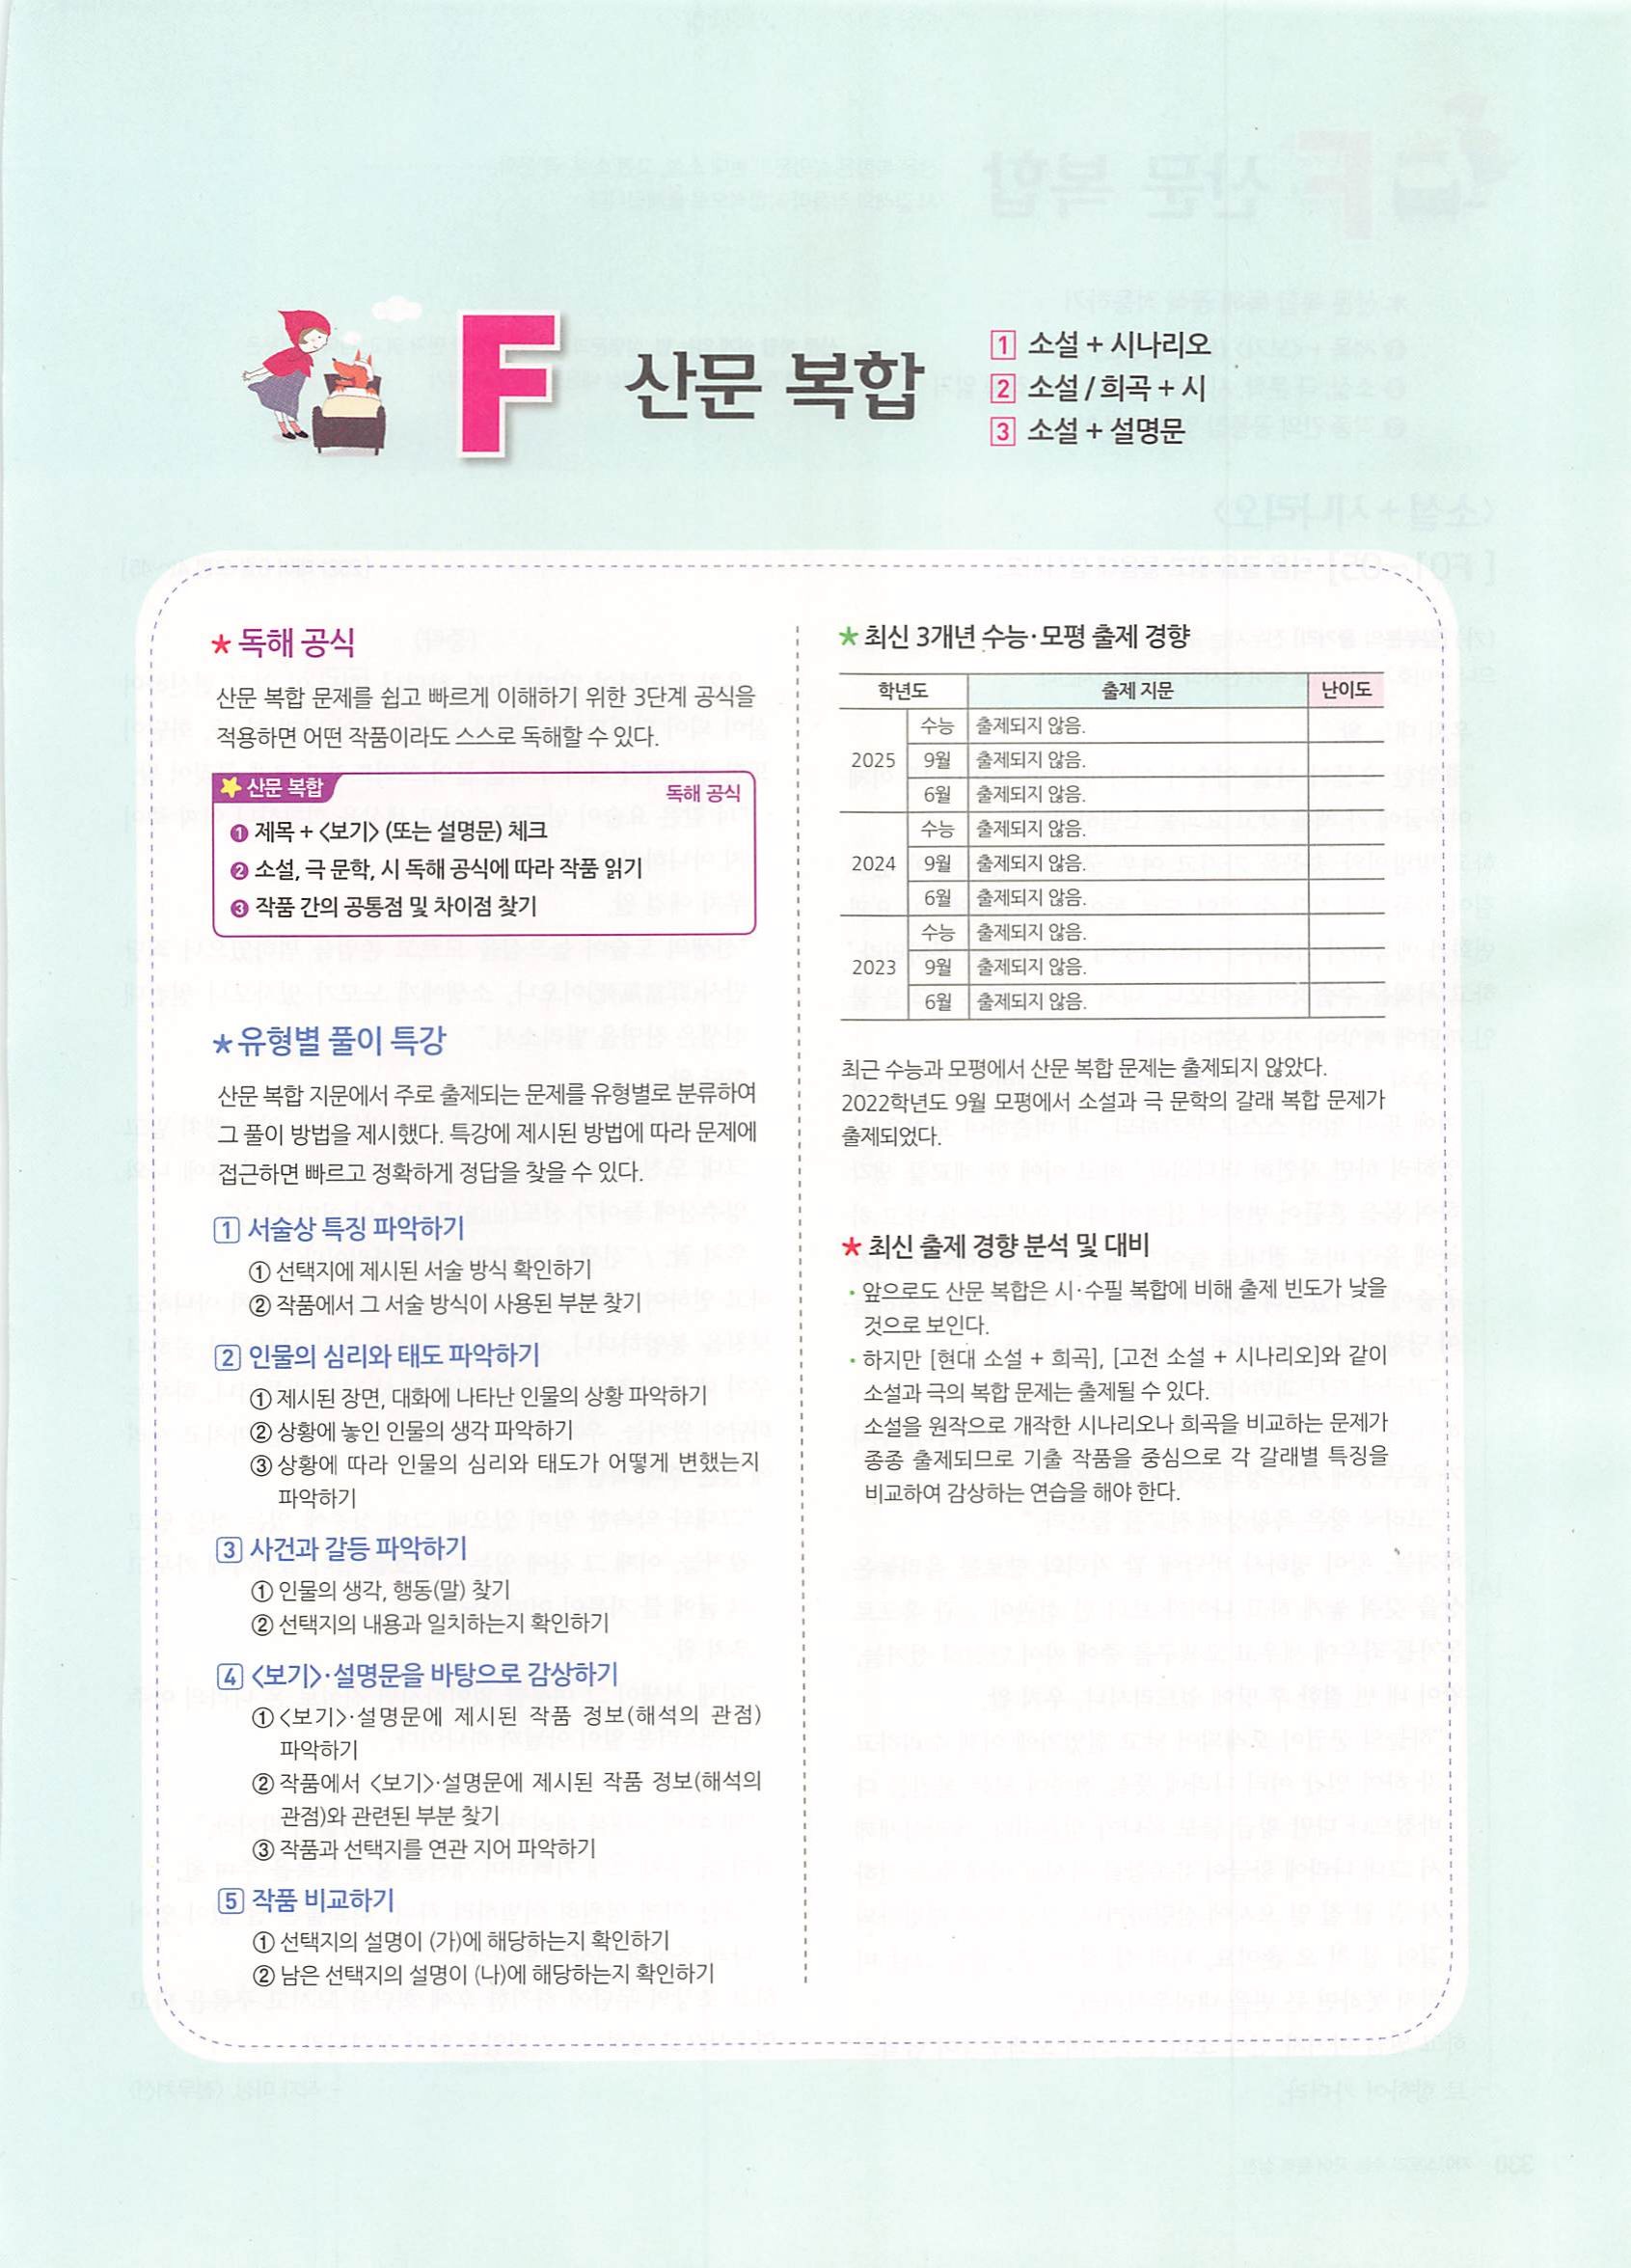 F 산문 복합
1 소설 + 시나리오
2 소설 / 희곡 + 시
3 소설 + 설명문
* 독해 공식
산문 복합 문제를 쉽고 빠르게 이해하기 위한 3단계 공식을
적용하면 어떤 작품이라도 스스로 독해할 수 있다.
산문 복합 독해 공식
❶ 제목 + <보기> (또는 설명문) 체크
❷ 소설, 극 문학, 시 독해 공식에 따라 작품 읽기
❸ 작품 간의 공통점 및 차이점 찾기
* 유형별 풀이 특강
산문 복합 지문에서 주로 출제되는 문제를 유형별로 분류하여
그 풀이 방법을 제시했다. 특강에 제시된 방법에 따라 문제에
접근하면 빠르고 정확하게 정답을 찾을 수 있다.
1 서술상 특징 파악하기
① 선택지에 제시된 서술 방식 확인하기
② 작품에서 그 서술 방식이 사용된 부분 찾기
2 인물의 심리와 태도 파악하기
① 제시된 장면, 대화에 나타난 인물의 상황 파악하기
② 상황에 놓인 인물의 생각 파악하기
③ 상황에 따라 인물의 심리와 태도가 어떻게 변했는지
파악하기
3 사건과 갈등 파악하기
① 인물의 생각, 행동(말) 찾기
② 선택지의 내용과 일치하는지 확인하기
4 <보기>·설명문을 바탕으로 감상하기
① <보기>·설명문에 제시된 작품 정보(해석의 관점)
파악하기
② 작품에서 <보기>·설명문에 제시된 작품 정보(해석의
관점)와 관련된 부분 찾기
③ 작품과 선택지를 연관 지어 파악하기
5 작품 비교하기
① 선택지의 설명이 (가)에 해당하는지 확인하기
② 남은 선택지의 설명이 (나)에 해당하는지 확인하기
* 최신 3개년 수능·모평 출제 경향
학년도 출제 지문 난이도
수능 출제되지 않음.
2025 9월 출제되지 않음.
6월 출제되지 않음.
수능 출제되지 않음.
2024 9월 출제되지 않음.
6월 출제되지 않음.
수능 출제되지 않음.
2023 9월 출제되지 않음.
6월 출제되지 않음.
최근 수능과 모평에서 산문 복합 문제는 출제되지 않았다.
2022학년도 9월 모평에서 소설과 극 문학의 갈래 복합 문제가
출제되었다.
* 최신 출제 경향 분석 및 대비
· 앞으로도 산문 복합은 시·수필 복합에 비해 출제 빈도가 낮을
것으로 보인다.
· 하지만 [현대 소설 + 희곡], [고전 소설 + 시나리오]와 같이
소설과 극의 복합 문제는 출제될 수 있다.
소설을 원작으로 개작한 시나리오나 희곡을 비교하는 문제가
종종 출제되므로 기출 작품을 중심으로 각 갈래별 특징을
비교하여 감상하는 연습을 해야 한다.